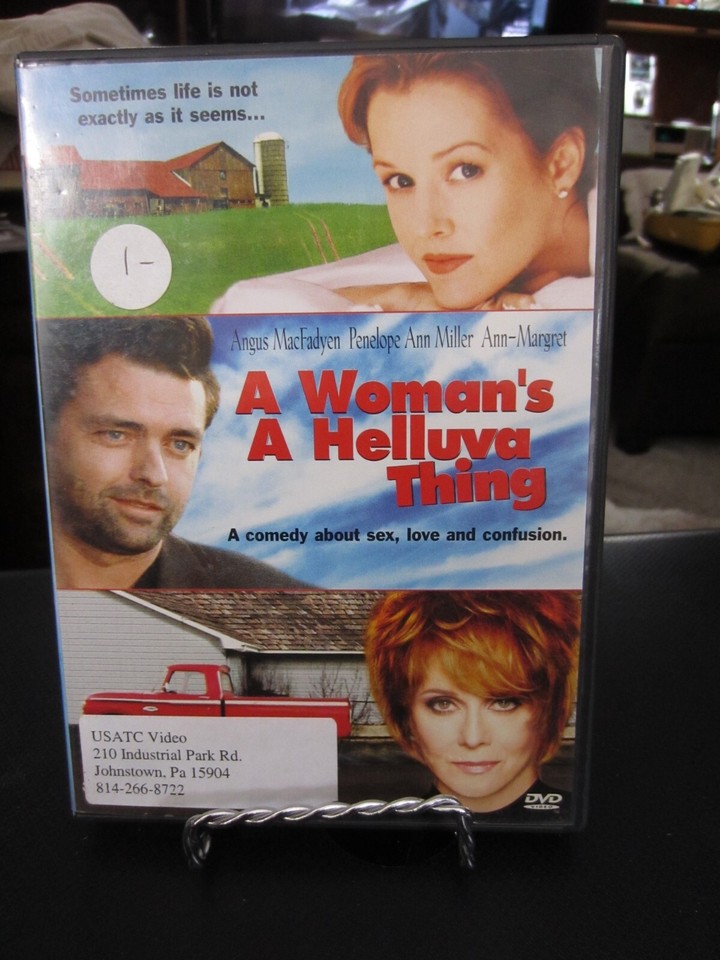 Sometimes life is not
exactly as it seems...
1-
Angus MacFadyen Penelope Ann Miller Ann-Margret
A Woman's
A Helluva
Thing
A comedy about sex, love and confusion.
USATC Video
210 Industrial Park Rd.
Johnstown, Pa 15904
814-266-8722
DVD
VIDEO